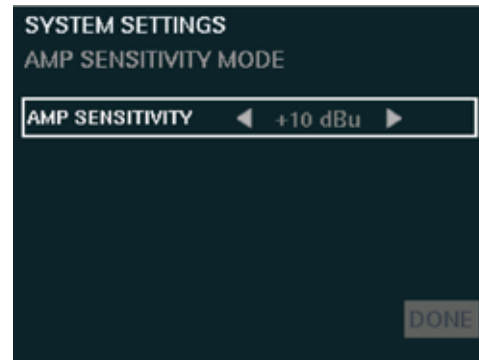 SYSTEM SETTINGS
AMP SENSITIVITY MODE
AMP SENSITIVITY ◀ +10 dBu ▶
DONE